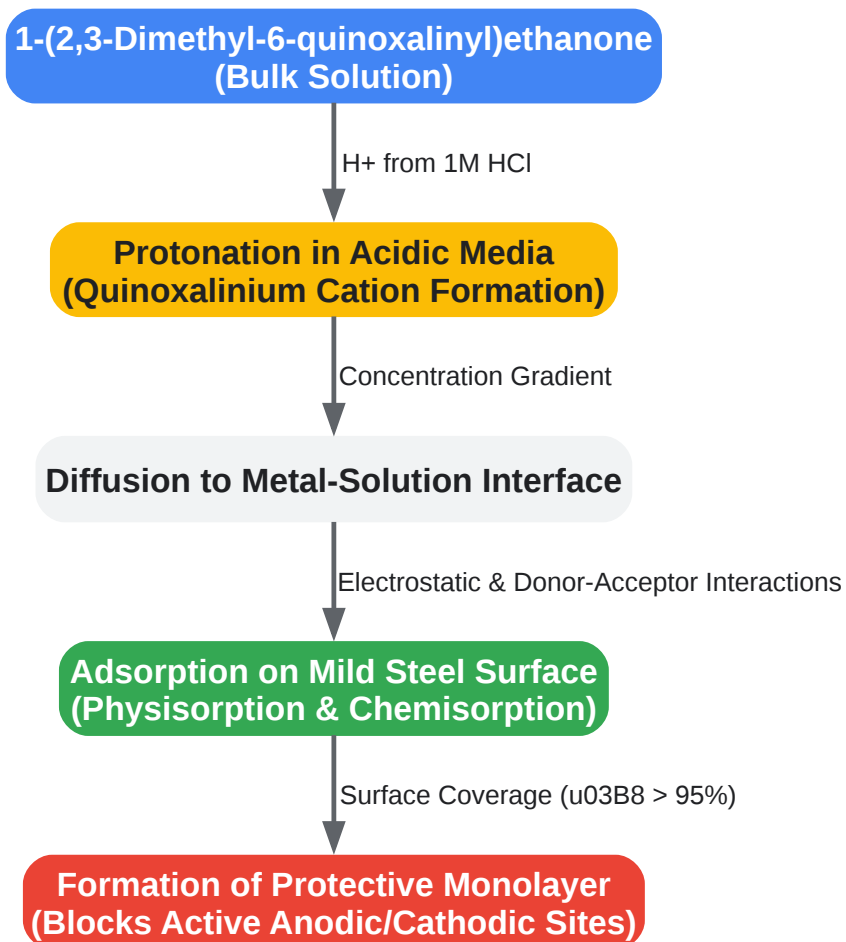 1-(2,3-Dimethyl-6-quinoxalinyl)ethanone
(Bulk Solution)
H+ from 1M HCl
Protonation in Acidic Media
(Quinoxalinium Cation Formation)
Concentration Gradient
Diffusion to Metal-Solution Interface
Electrostatic & Donor-Acceptor Interactions
Adsorption on Mild Steel Surface
(Physisorption & Chemisorption)
Surface Coverage (u03B8 > 95%)
Formation of Protective Monolayer
(Blocks Active Anodic/Cathodic Sites)